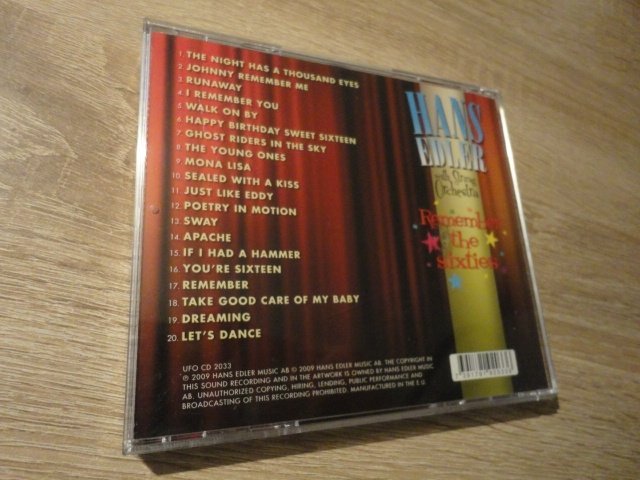 1. THE NIGHT HAS A THOUSAND EYES
2. JOHNNY REMEMBER ME
3. RUNAWAY
4. I REMEMBER YOU
5. WALK ON BY
6. HAPPY BIRTHDAY SWEET SIXTEEN
7. GHOST RIDERS IN THE SKY
8. THE YOUNG ONES
9. MONA LISA
10. SEALED WITH A KISS
11. JUST LIKE EDDY
12. POETRY IN MOTION
13. SWAY
14. APACHE
15. IF I HAD A HAMMER
16. YOU'RE SIXTEEN
17. REMEMBER
18. TAKE GOOD CARE OF MY BABY
19. DREAMING
20. LET'S DANCE
HANS
EDLER
with String
Orchestra
Remember
the
sixties
UFO CD 2033
℗ 2009 HANS EDLER MUSIC AB © 2009 HANS EDLER MUSIC AB. THE COPYRIGHT IN
THIS SOUND RECORDING AND IN THE ARTWORK IS OWNED BY HANS EDLER MUSIC
AB. UNAUTHORIZED COPYING, HIRING, LENDING, PUBLIC PERFORMANCE AND
BROADCASTING OF THIS RECORDING PROHIBITED. MANUFACTURED IN THE E.U.